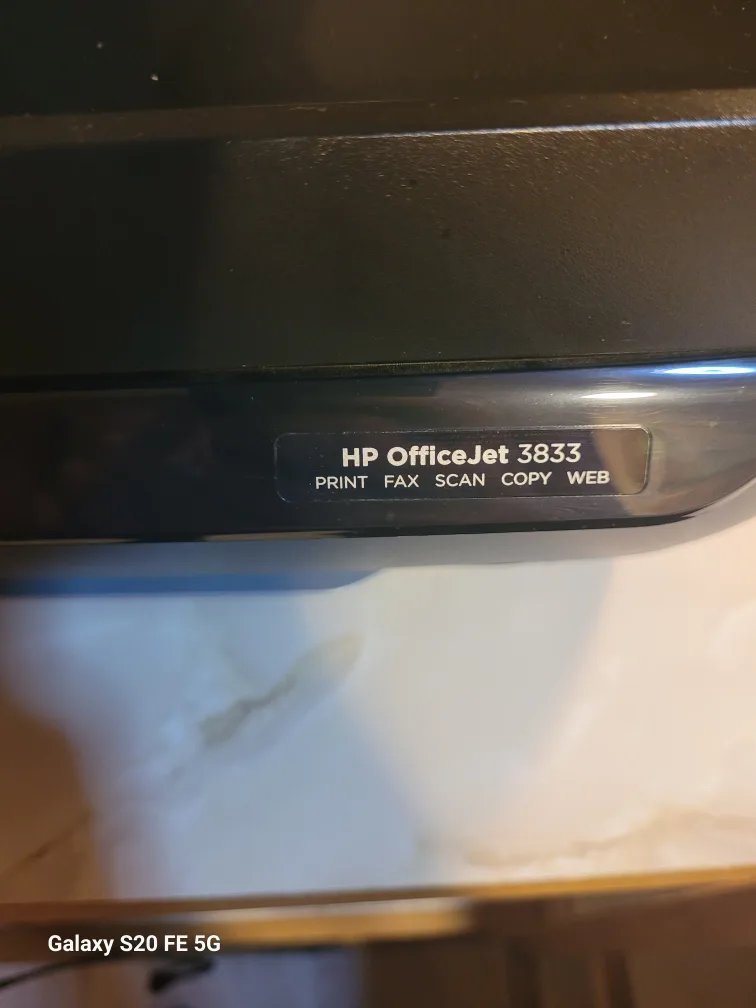 HP OfficeJet 3833
PRINT FAX SCAN COPY WEB
Galaxy S20 FE 5G